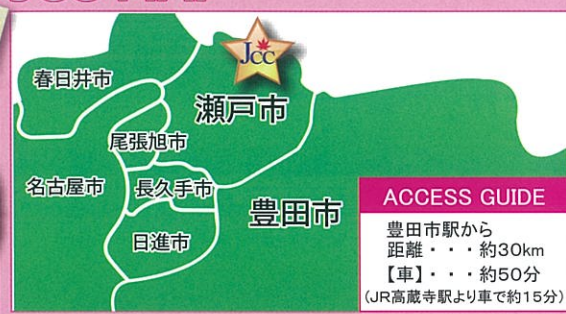 Jcc
春日井市
瀬戸市
尾張旭市
名古屋市
長久手市
豊田市
日進市
ACCESS GUIDE
豊田市駅から
距離・・・約30km
【車】・・・約50分
(JR高蔵寺駅より車で約15分)